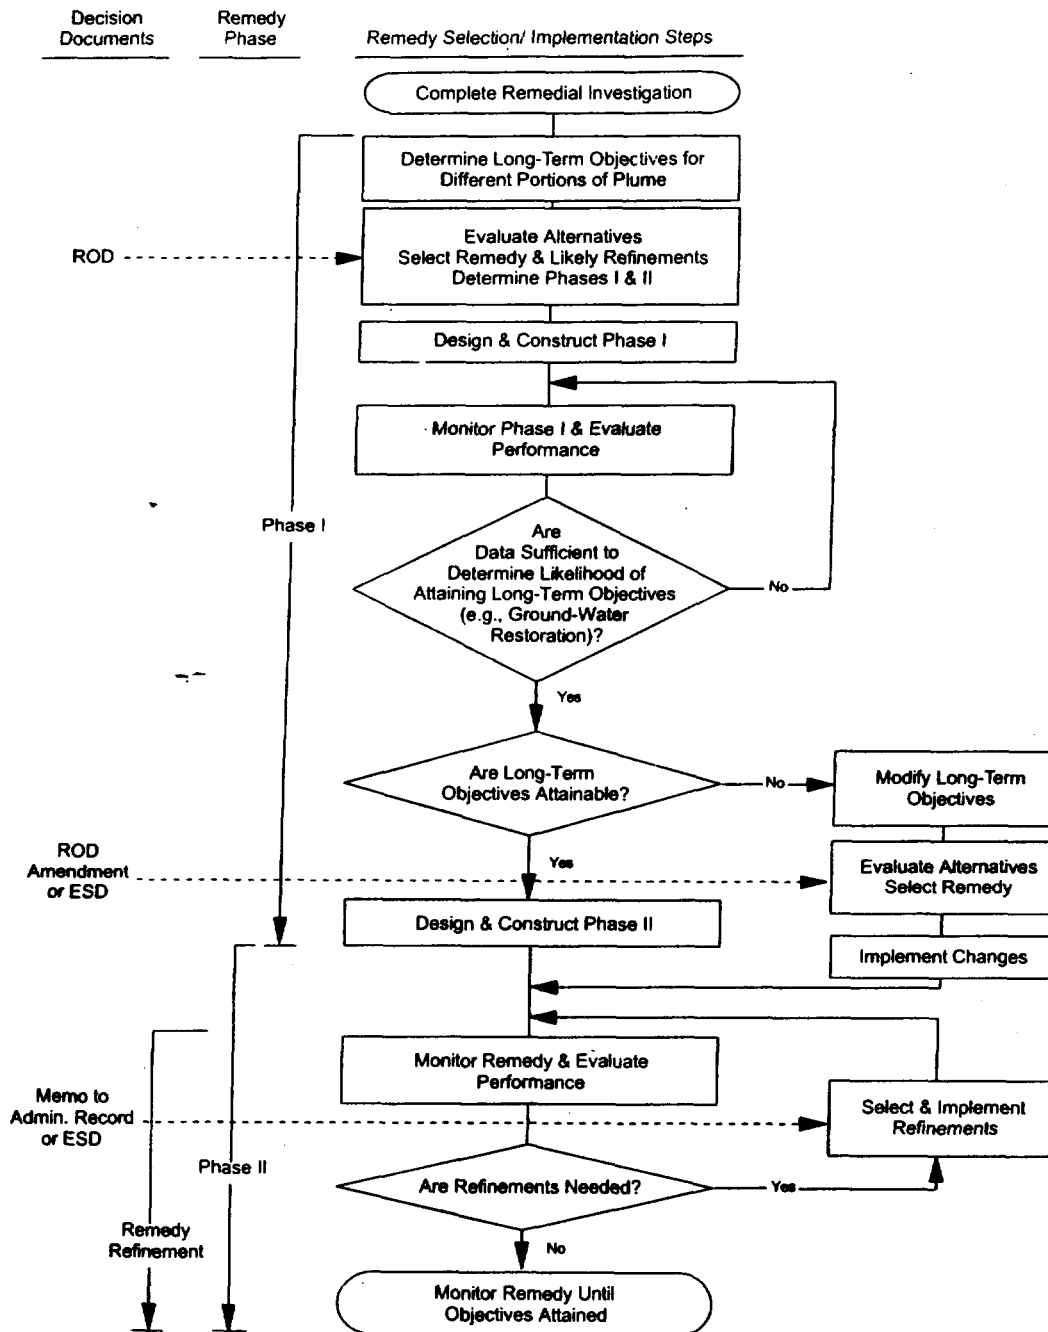 Decision
Documents
Remedy
Phase
Remedy Selection/ Implementation Steps
Complete Remedial Investigation
Determine Long-Term Objectives for
Different Portions of Plume
ROD
Evaluate Alternatives
Select Remedy & Likely Refinements
Determine Phases I & II
Design & Construct Phase I
Monitor Phase I & Evaluate
Performance
Phase I
Are
Data Sufficient to
Determine Likelihood of
Attaining Long-Term Objectives
(e.g., Ground-Water
Restoration)?
No
Yes
Are Long-Term
Objectives Attainable?
No
Modify Long-Term
Objectives
Yes
ROD
Amendment
or ESD
Evaluate Alternatives
Select Remedy
Design & Construct Phase II
Implement Changes
Monitor Remedy & Evaluate
Performance
Memo to
Admin. Record
or ESD
Select & Implement
Refinements
Phase II
Are Refinements Needed?
Yes
Remedy
Refinement
No
Monitor Remedy Until
Objectives Attained